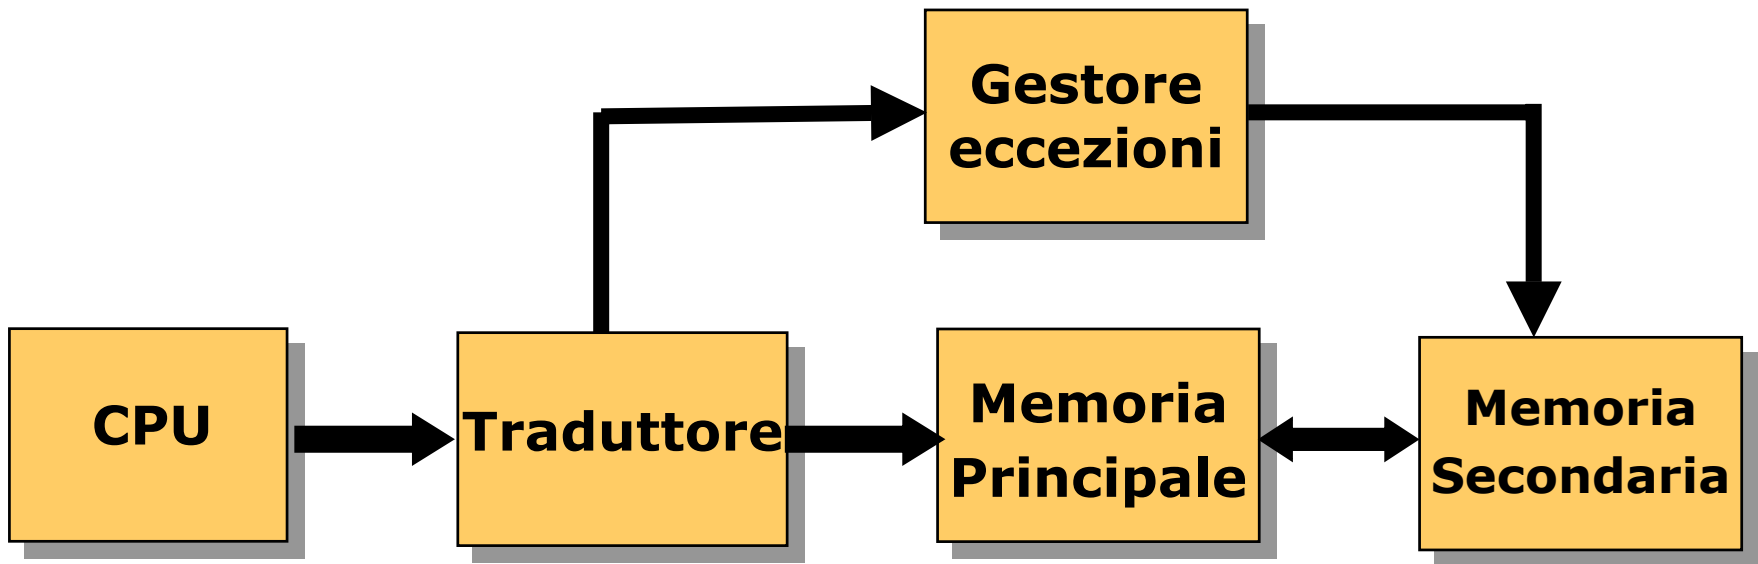 Gestore
eccezioni
CPU
Traduttore
Memoria
Principale
Memoria
Secondaria